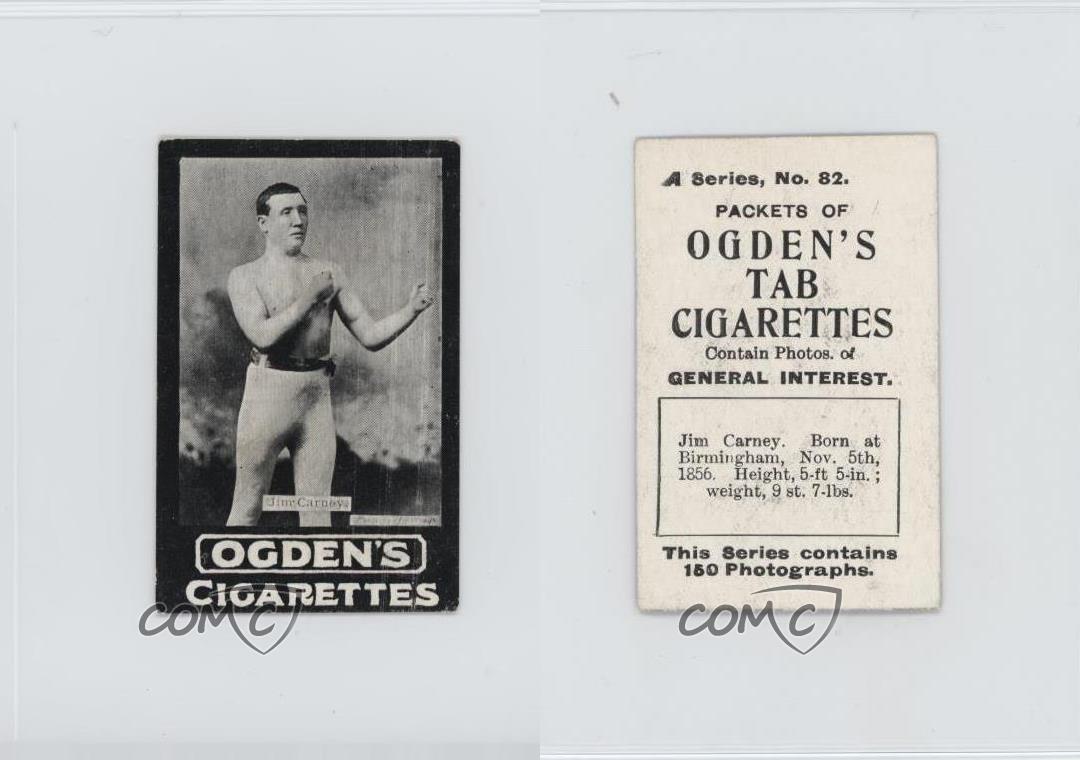 Jim Carney.
OGDEN'S
CIGARETTES
COMC
A Series, No. 82.
PACKETS OF
OGDEN'S
TAB
CIGARETTES
Contain Photos. of
GENERAL INTEREST.
Jim Carney. Born at
Birmingham, Nov. 5th,
1856. Height, 5-ft 5-in. ;
weight, 9 st. 7-lbs.
This Series contains
150 Photographs.
COMC